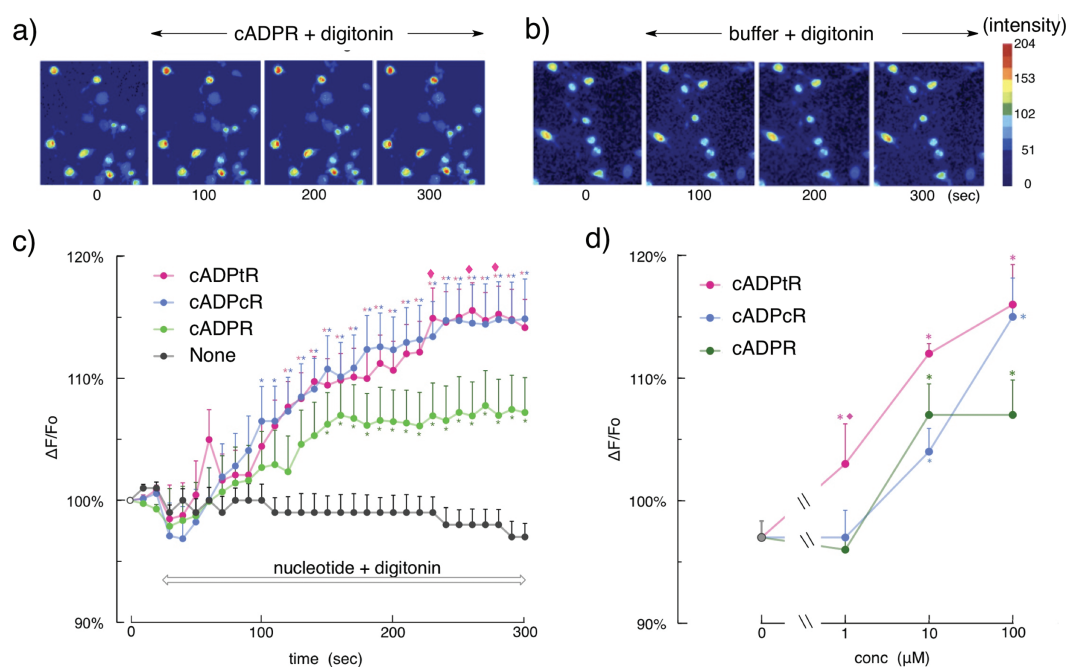 a)
cADPR + digitonin
0 100 200 300
b)
buffer + digitonin
0 100 200 300 (sec)
(intensity)
204
153
102
51
0
c)
ΔF/Fo
120%
110%
100%
90%
cADPtR
cADPcR
cADPR
None
nucleotide + digitonin
0 100 200 300
time (sec)
d)
ΔF/Fo
120%
110%
100%
90%
cADPtR
cADPcR
cADPR
0 1 10 100
conc (μM)